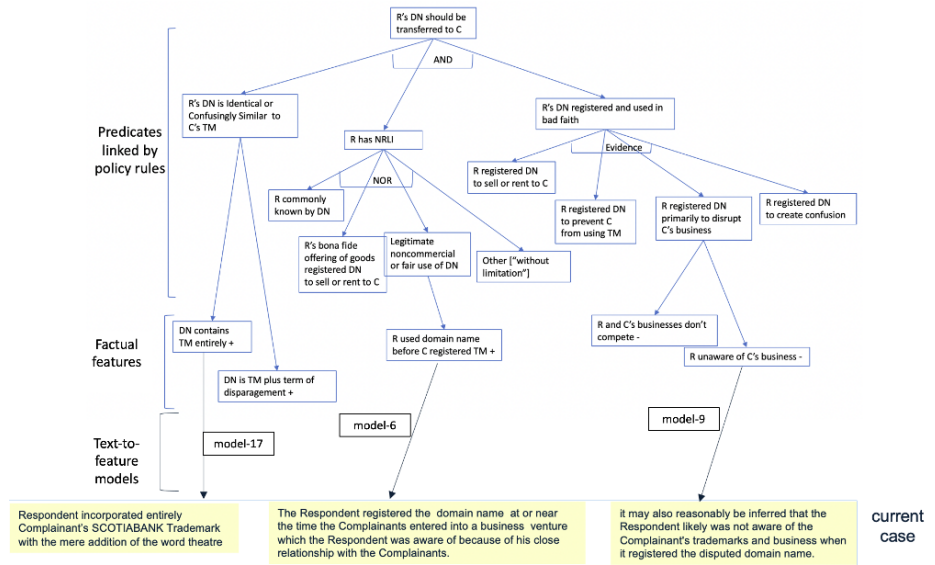 R's DN should be
transferred to C
AND
R's DN is Identical or
Confusingly Similar to
C's TM
R has NRLI
R's DN registered and used in
bad faith
Predicates
linked by
policy rules
NOR
Evidence
R commonly
known by DN
R's bona fide
offering of goods
registered DN
to sell or rent to C
Legitimate
noncommercial
or fair use of DN
Other ["without
limitation"]
R registered DN
to sell or rent to C
R registered DN
to prevent C
from using TM
R registered DN
primarily to disrupt
C's business
R registered DN
to create confusion
Factual
features
DN contains
TM entirely +
DN is TM plus term of
disparagement +
R used domain name
before C registered TM +
R and C's businesses don't
compete -
R unaware of C's business -
Text-to-
feature
models
model-17
model-6
model-9
Respondent incorporated entirely
Complainant's SCOTIABANK Trademark
with the mere addition of the word theatre
The Respondent registered the domain name at or near
the time the Complainants entered into a business venture
which the Respondent was aware of because of his close
relationship with the Complainants.
it may also reasonably be inferred that
the Respondent likely was not aware of the
Complainant's trademarks and business when
it registered the disputed domain name.
current
case